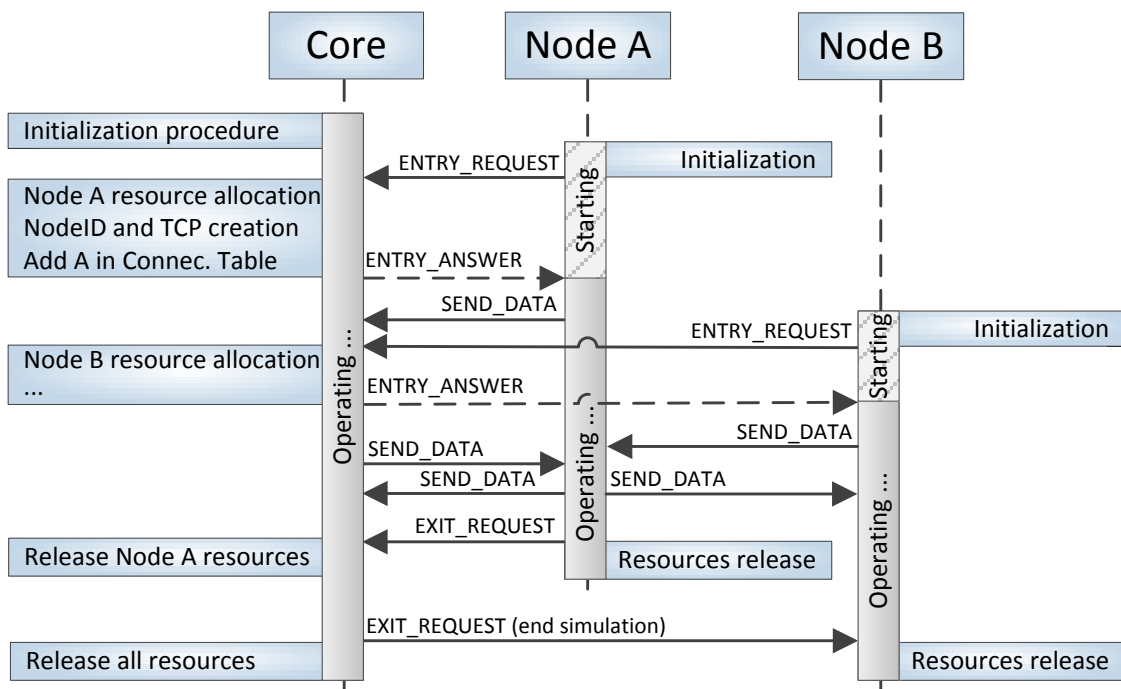 Core
Node A
Node B
Initialization procedure
ENTRY_REQUEST
Initialization
Starting
Node A resource allocation
NodeID and TCP creation
Add A in Connec. Table
ENTRY_ANSWER
SEND_DATA
ENTRY_REQUEST
Starting
Initialization
Node B resource allocation
...
ENTRY_ANSWER
Operating ...
Operating ...
SEND_DATA
SEND_DATA
SEND_DATA
SEND_DATA
Operating ...
EXIT_REQUEST
Release Node A resources
Resources release
EXIT_REQUEST (end simulation)
Release all resources
Resources release